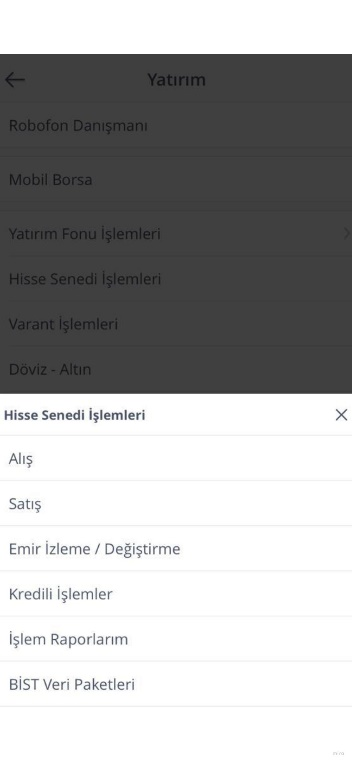 Yatırım
Robofon Danışmanı
Mobil Borsa
Yatırım Fonu İşlemleri
Hisse Senedi İşlemleri
Varant İşlemleri
Döviz - Altın
Hisse Senedi İşlemleri
Alış
Satış
Emir İzleme / Değiştirme
Kredili İşlemler
İşlem Raporlarım
BİST Veri Paketleri